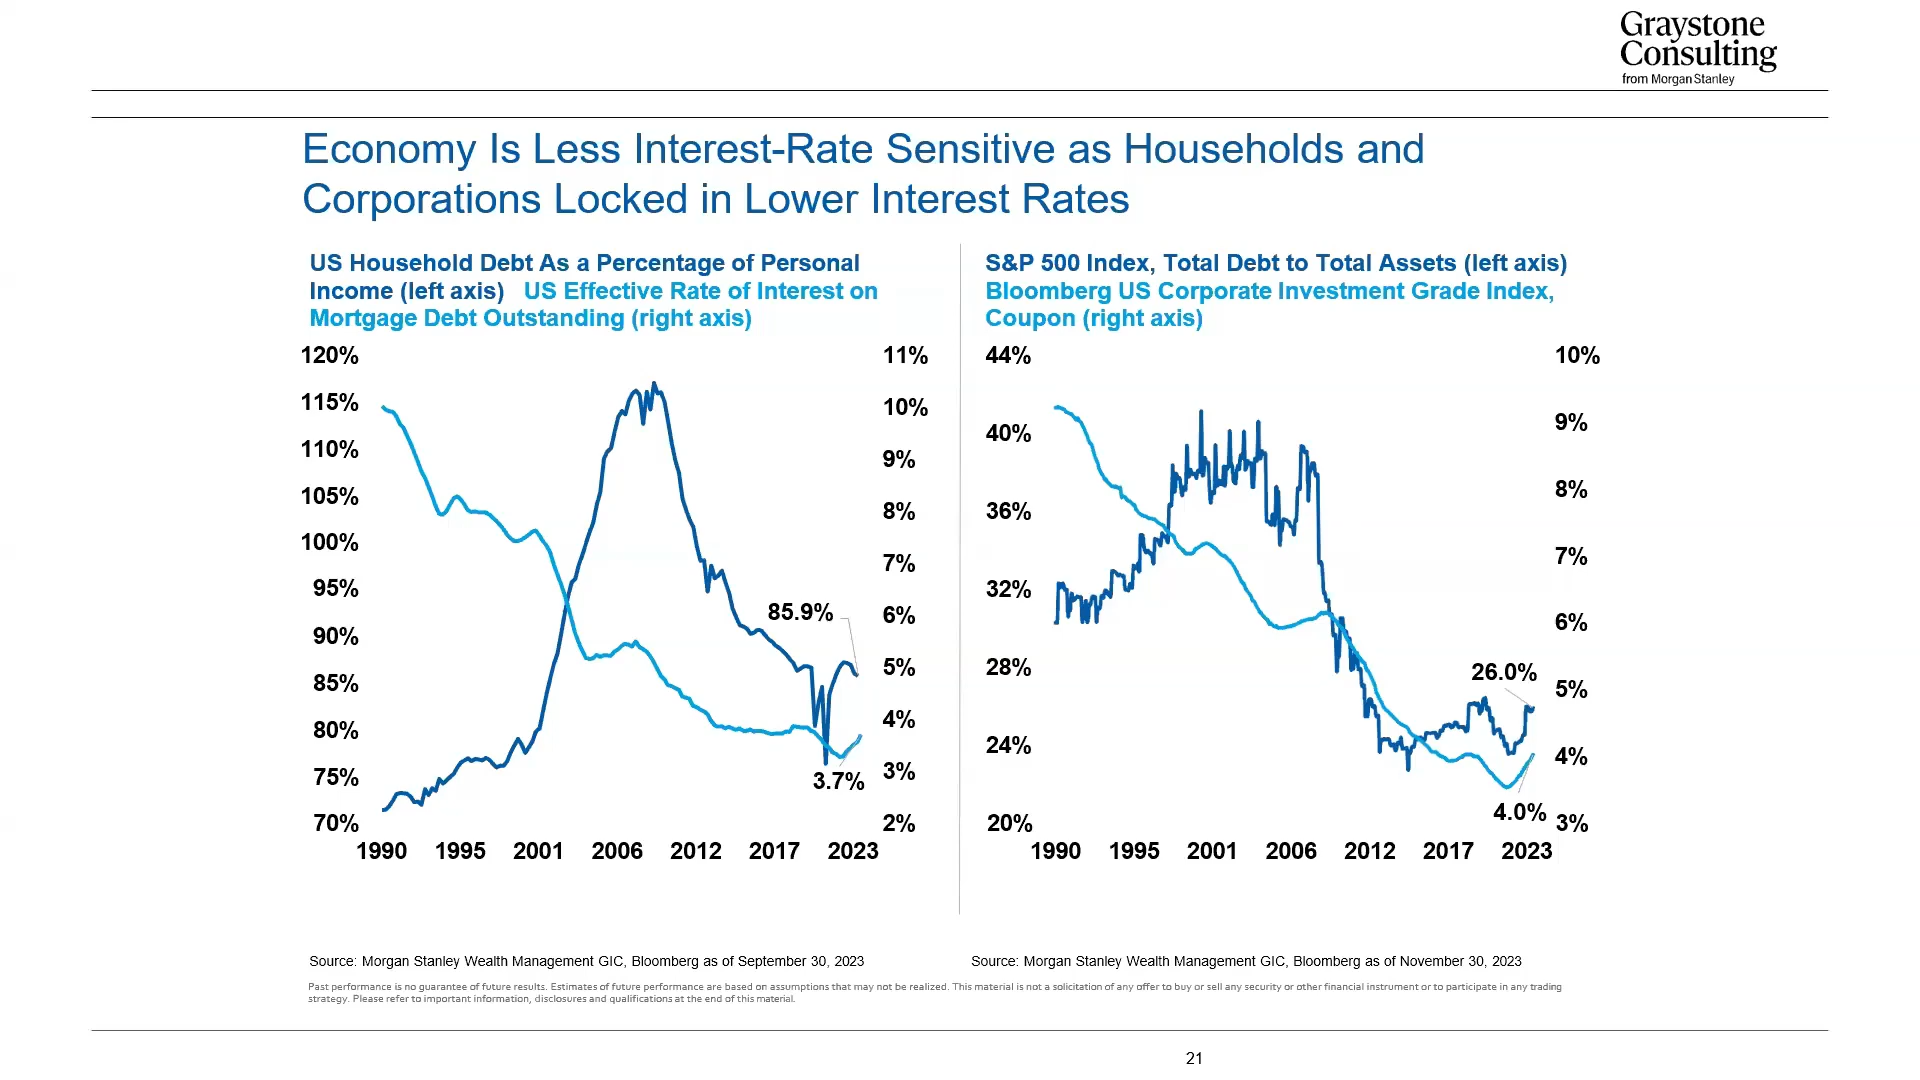 Graystone
Consulting
from Morgan Stanley
Economy Is Less Interest-Rate Sensitive as Households and
Corporations Locked in Lower Interest Rates
US Household Debt As a Percentage of Personal
Income (left axis) US Effective Rate of Interest on
Mortgage Debt Outstanding (right axis)
120%
115%
110%
105%
100%
95%
90%
85%
80%
75%
70%
11%
10%
9%
8%
7%
6%
5%
4%
3%
2%
85.9%
3.7%
1990 1995 2001 2006 2012 2017 2023
S&P 500 Index, Total Debt to Total Assets (left axis)
Bloomberg US Corporate Investment Grade Index,
Coupon (right axis)
44%
40%
36%
32%
28%
24%
20%
10%
9%
8%
7%
6%
5%
4%
3%
26.0%
4.0%
1990 1995 2001 2006 2012 2017 2023
Source: Morgan Stanley Wealth Management GIC, Bloomberg as of September 30, 2023
Source: Morgan Stanley Wealth Management GIC, Bloomberg as of November 30, 2023
Past performance is no guarantee of future results. Estimates of future performance are based on assumptions that may not be realized. This material is not a solicitation of any offer to buy or sell any security or other financial instrument or to participate in any trading
strategy. Please refer to important information, disclosures and qualifications at the end of this material.
21